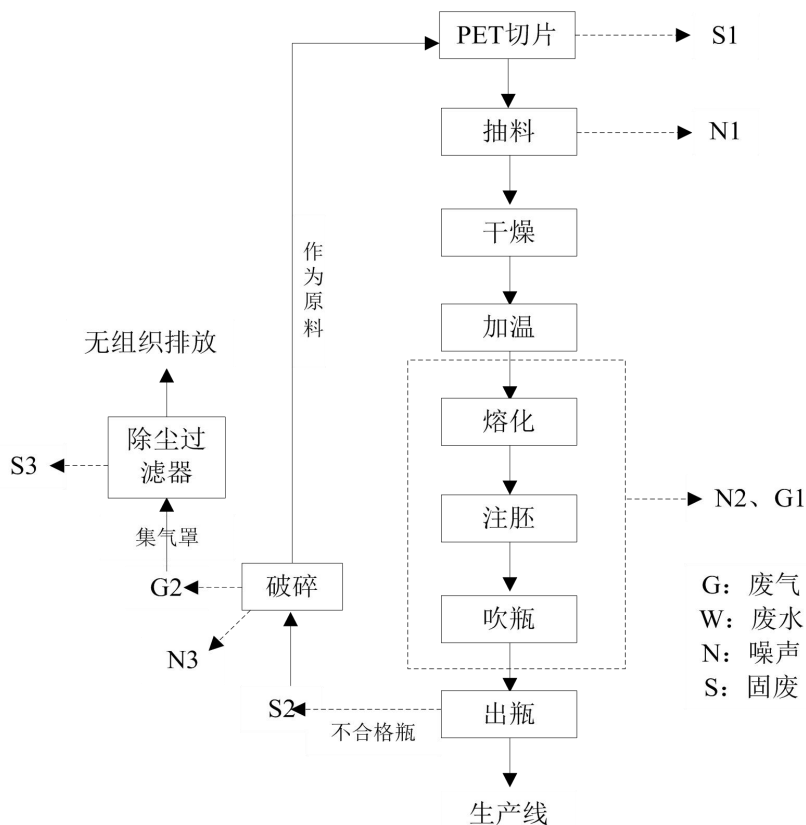 PET切片
S1
抽料
N1
干燥
作为原料
加温
无组织排放
熔化
除尘过
滤器
S3
N2、G1
注胚
集气罩
G2
破碎
吹瓶
N3
S2
不合格瓶
出瓶
生产线
G：废气
W：废水
N：噪声
S：固废